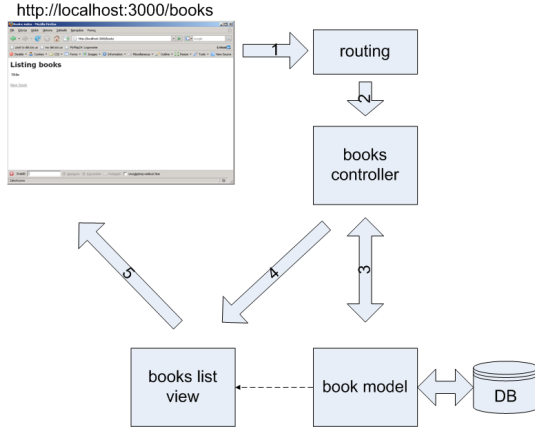 http://localhost:3000/books
Listing books
Title
New book
1
routing
2
books
controller
3
4
5
books list
view
book model
DB